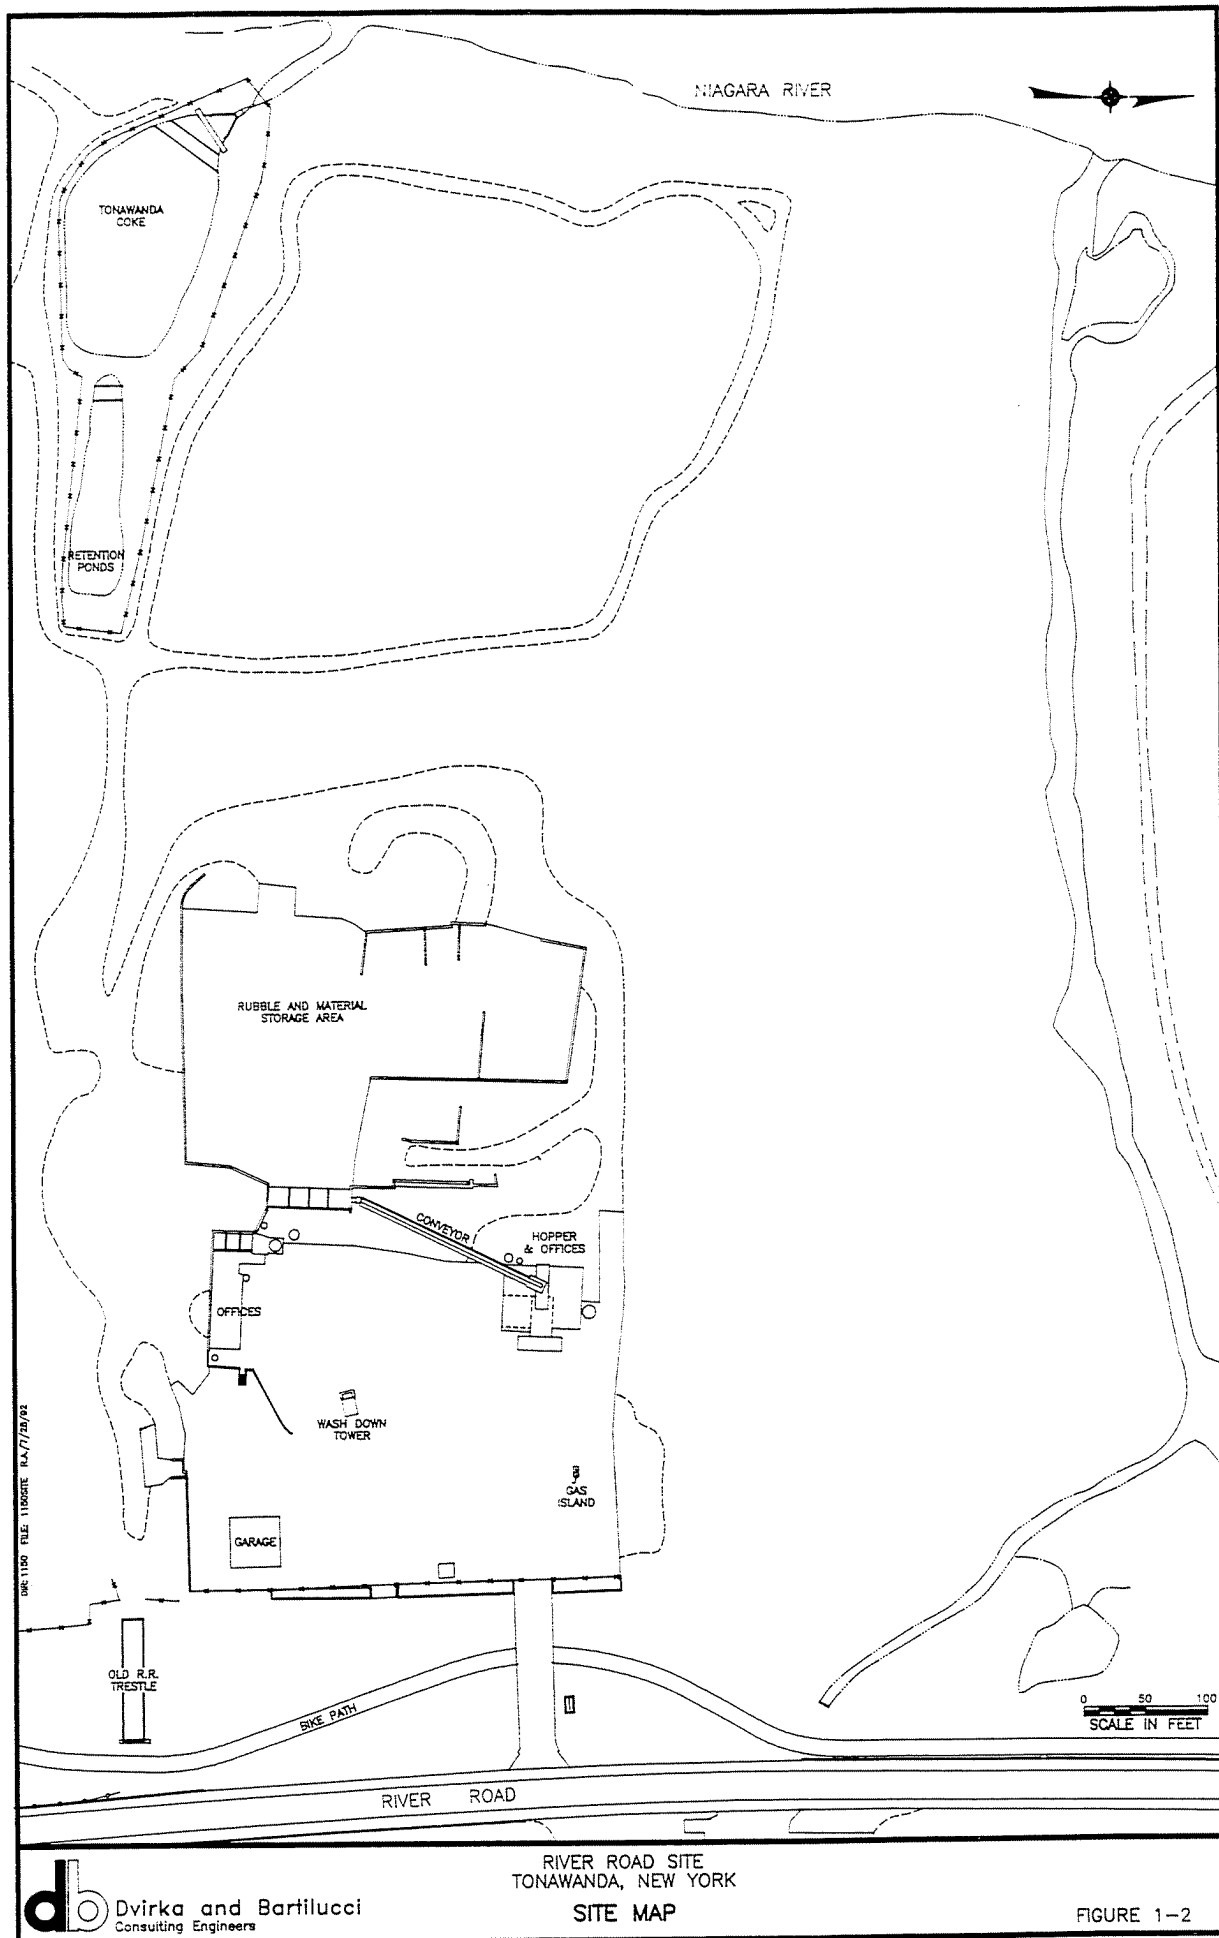 NIAGARA RIVER
TONAWANDA
COKE
RETENTION
PONDS
RUBBLE AND MATERIAL
STORAGE AREA
CONVEYOR
HOPPER
& OFFICES
OFFICES
WASH DOWN
TOWER
GAS
ISLAND
GARAGE
OLD R.R.
TRESTLE
BIKE PATH
0 50 100
SCALE IN FEET
RIVER ROAD
DIR: 1150 FILE: 1150SITE R.A./7/28/92
RIVER ROAD SITE
TONAWANDA, NEW YORK
SITE MAP
db
Dvirka and Bartilucci
Consulting Engineers
FIGURE 1-2